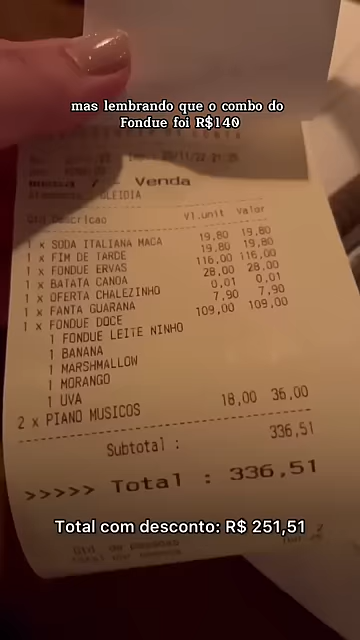 mas lembrando que o combo do
Fondue foi R$140
Venda
GLEIDIA
Qtd Descricao Vl.unit Valor
1 x SODA ITALIANA MACA 19,80 19,80
1 x FIM DE TARDE 19,80 19,80
1 x FONDUE ERVAS 116,00 116,00
1 x BATATA CANOA 28,00 28,00
1 x OFERTA CHALEZINHO 0,01 0,01
1 x FANTA GUARANA 7,90 7,90
1 x FONDUE DOCE 109,00 109,00
1 FONDUE LEITE NINHO
1 BANANA
1 MARSHMALLOW
1 MORANGO
1 UVA
2 x PIANO MUSICOS 18,00 36,00
Subtotal : 336,51
>>>>> Total : 336,51
Total com desconto: R$ 251,51
Qtd. de pessoas 2